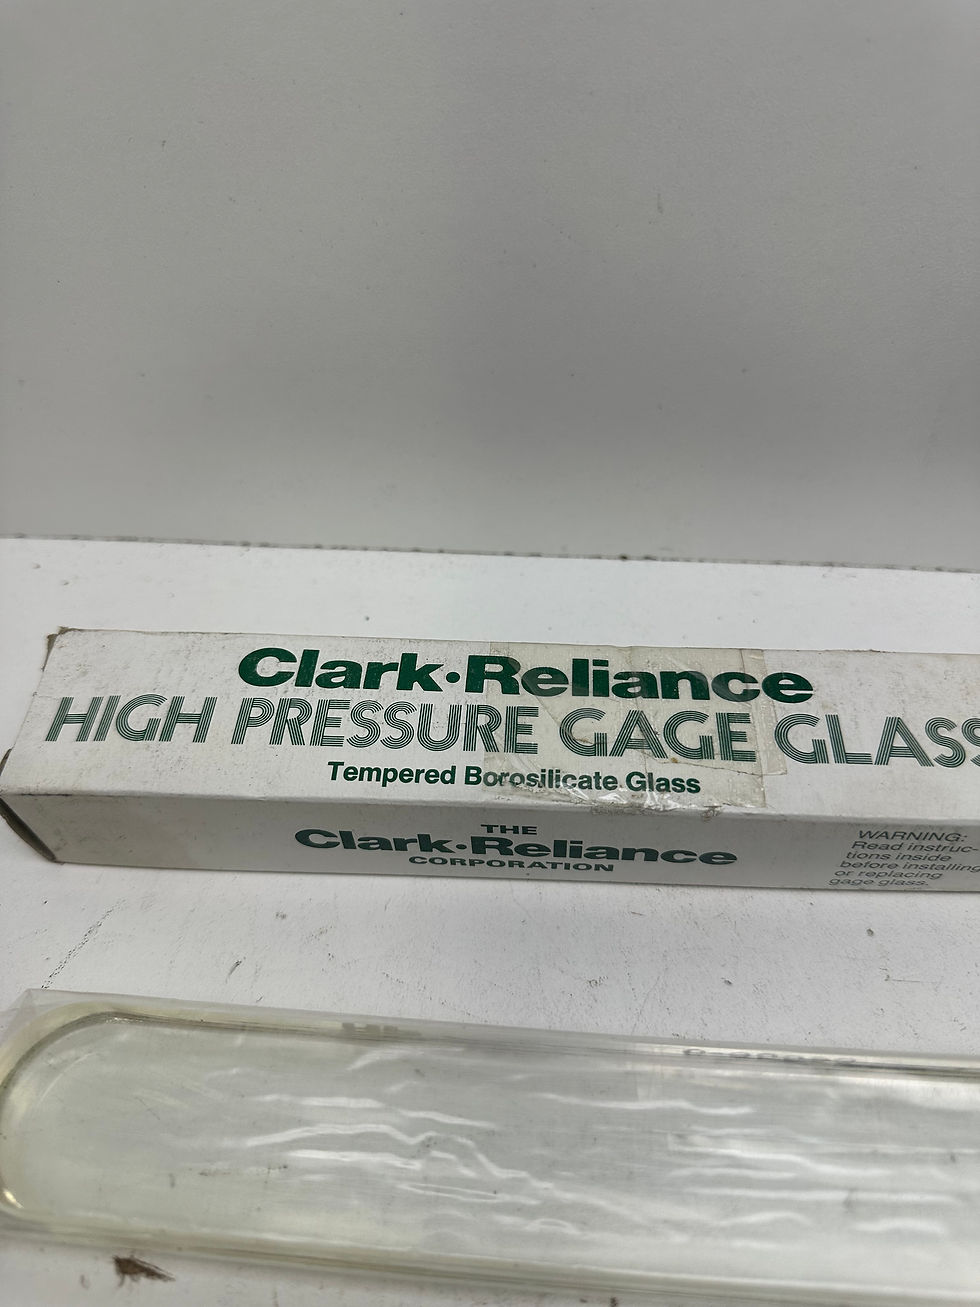 Clark·Reliance
HIGH PRESSURE GAGE GLASS
Tempered Borosilicate Glass
THE
Clark·Reliance
CORPORATION
WARNING:
Read instruc-
tions inside
before installing
or replacing
gage glass.